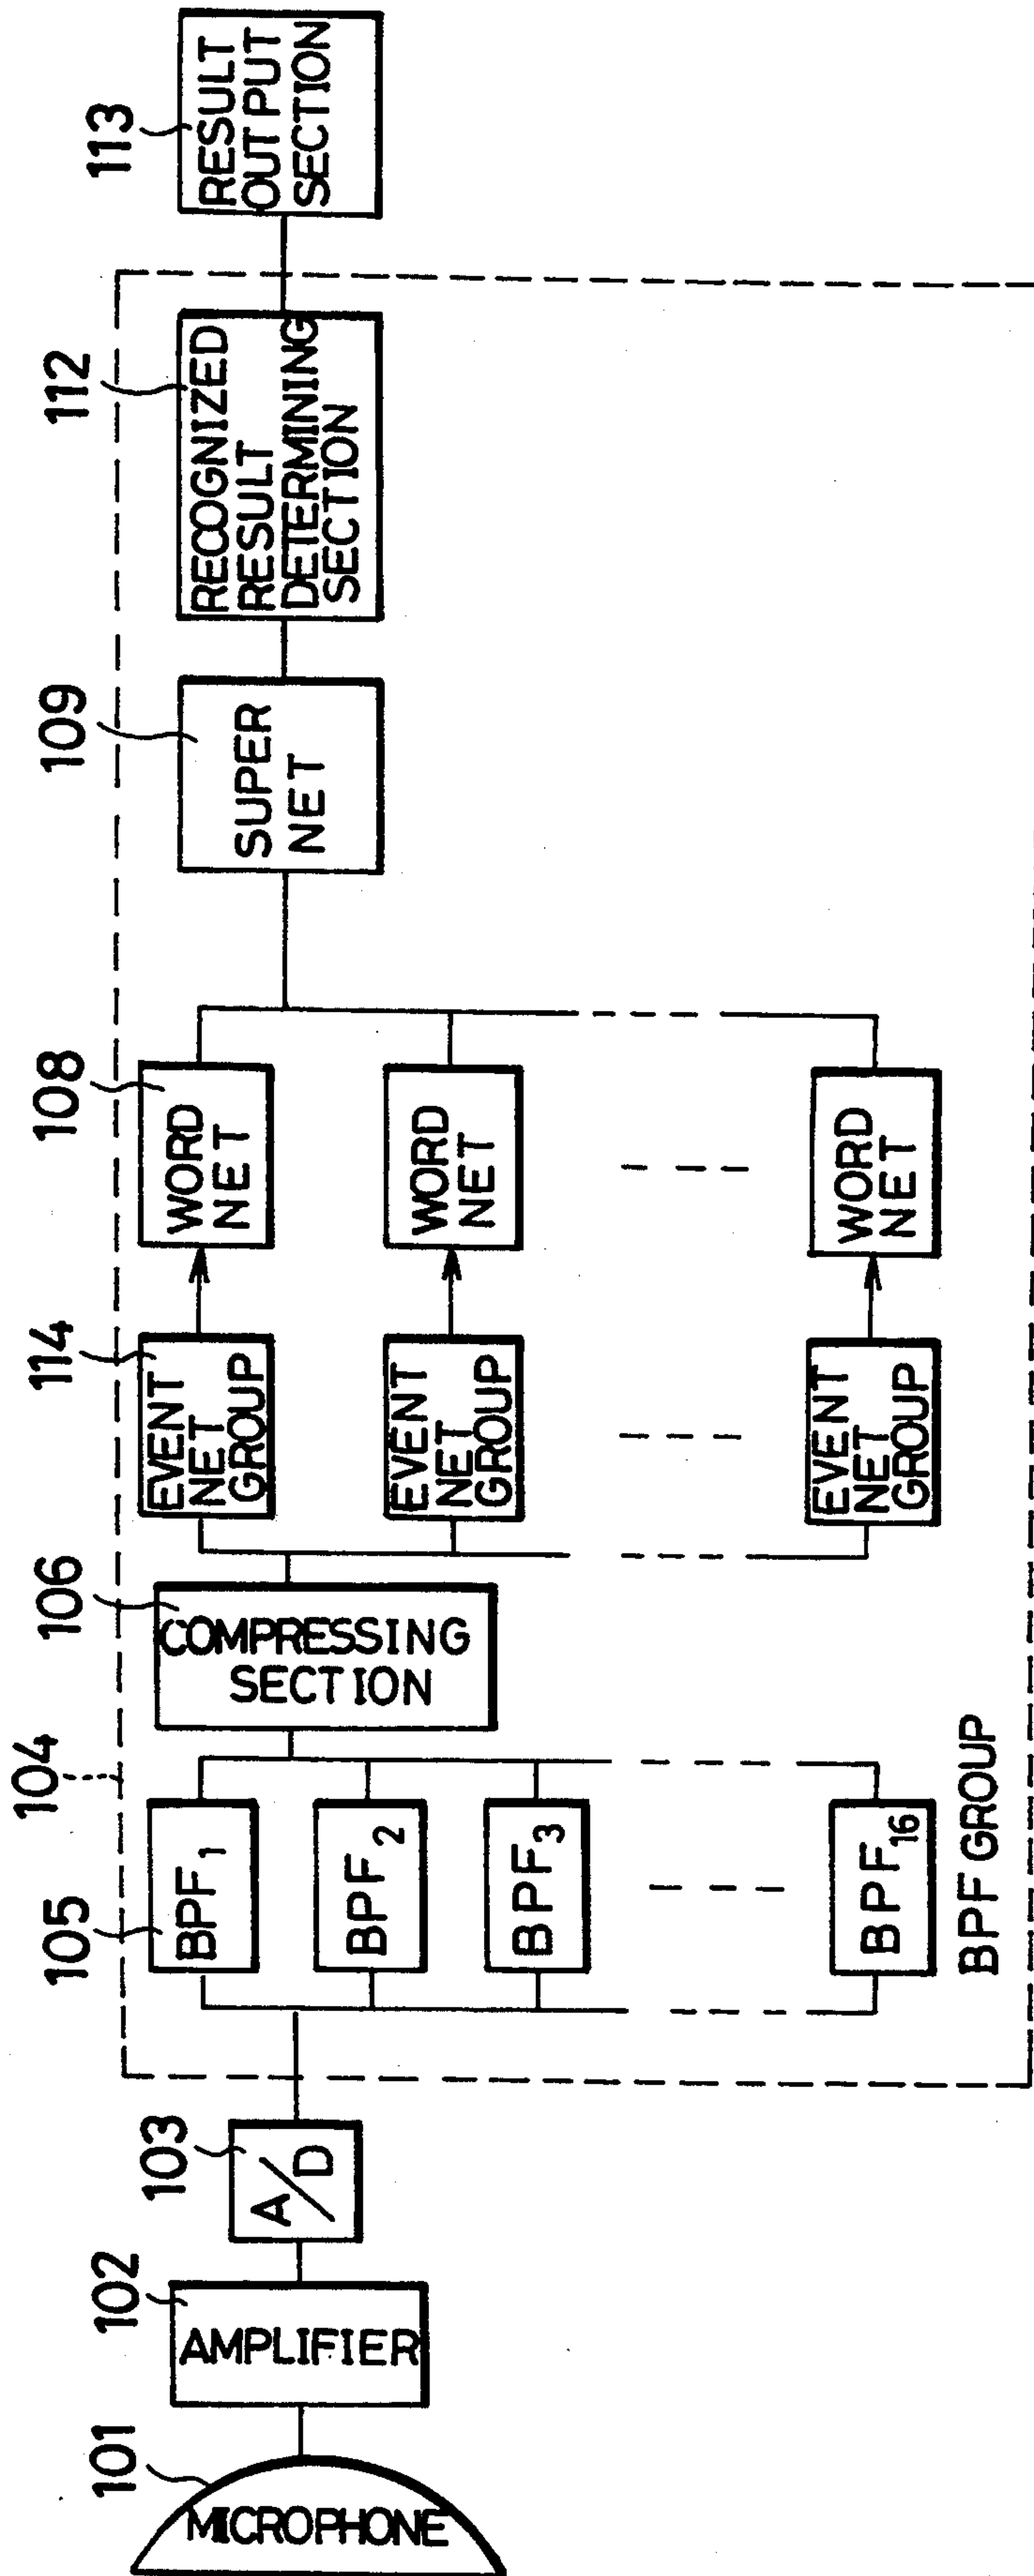 101
MICROPHONE
102
AMPLIFIER
103
A/D
104
105
BPF1
BPF2
BPF3
BPF16
BPF GROUP
106
COMPRESSING
SECTION
114
EVENT
NET
GROUP
EVENT
NET
GROUP
EVENT
NET
GROUP
108
WORD
NET
WORD
NET
WORD
NET
109
SUPER
NET
112
RECOGNIZED
RESULT
DETERMINING
SECTION
113
RESULT
OUTPUT
SECTION